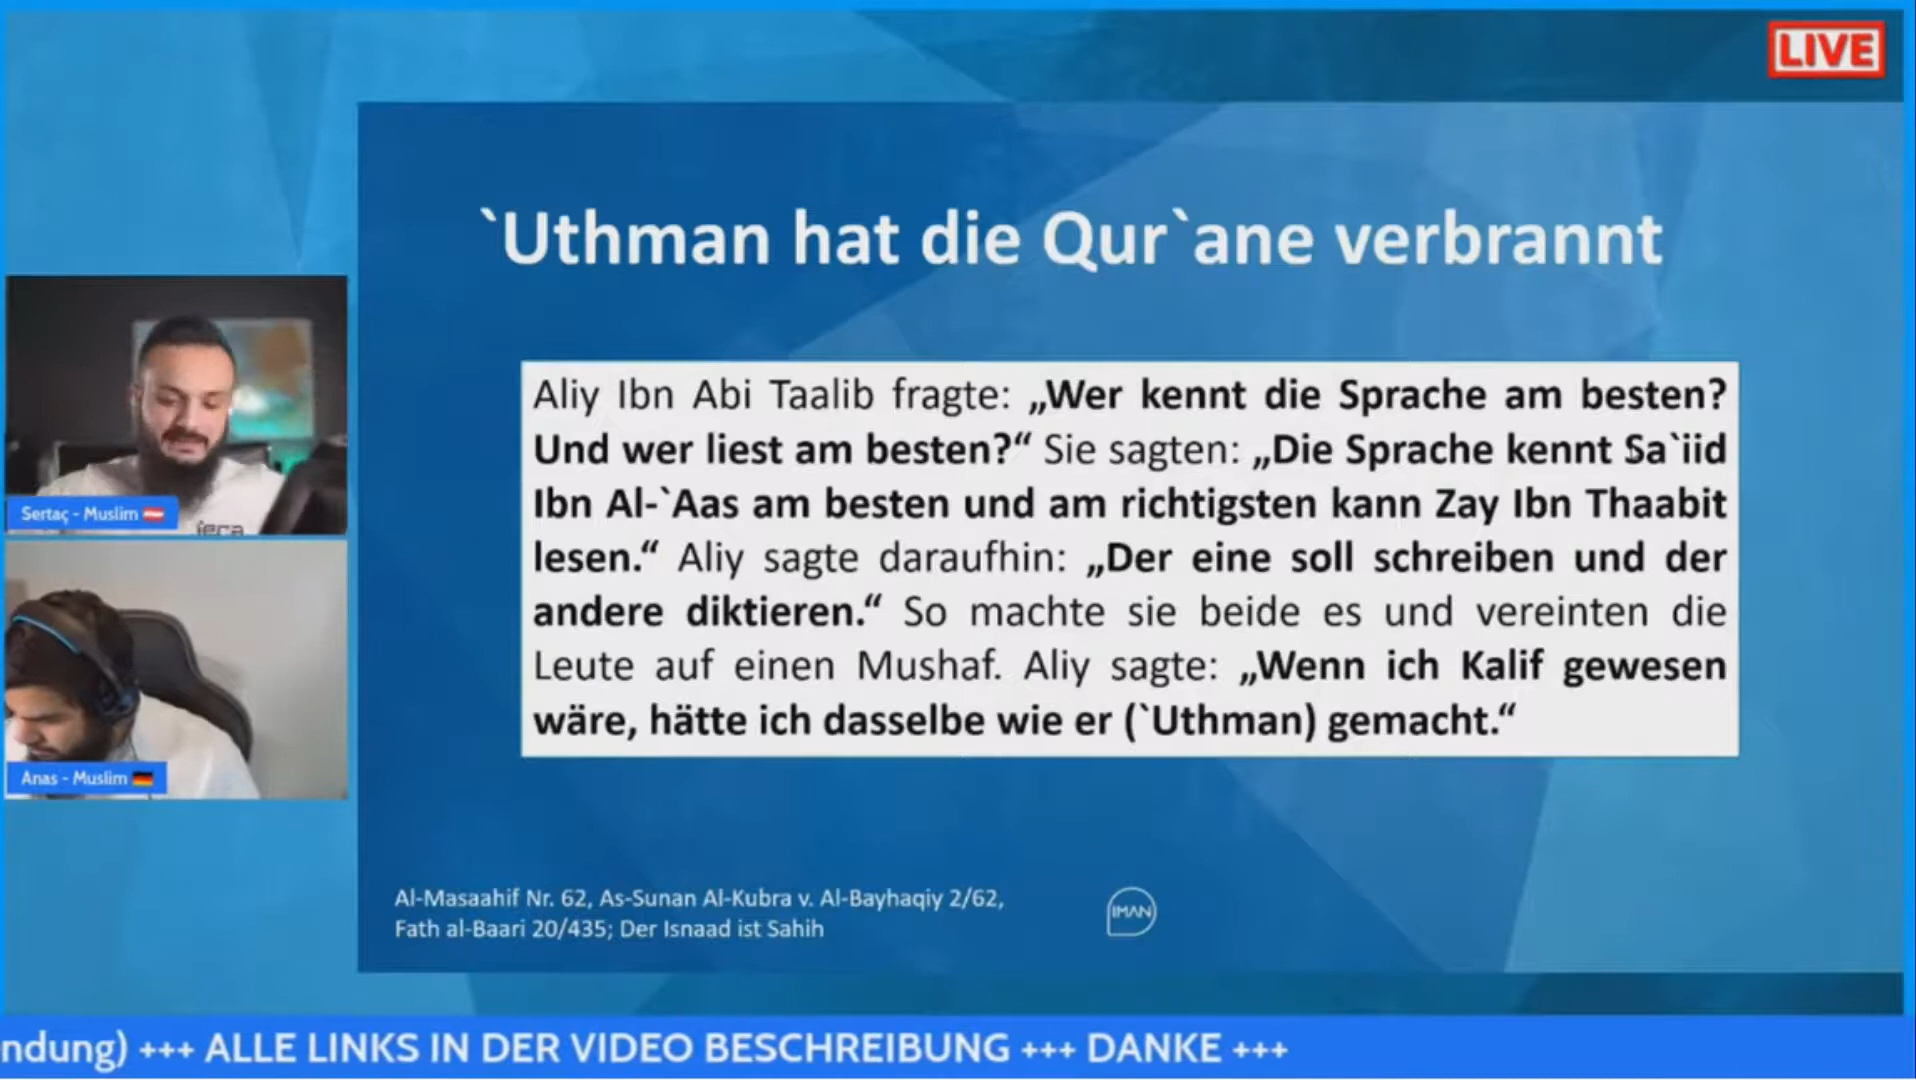 LIVE
`Uthman hat die Qur`ane verbrannt
Aliy Ibn Abi Taalib fragte: „Wer kennt die Sprache am besten?
Und wer liest am besten?“ Sie sagten: „Die Sprache kennt Sa`iid
Ibn Al-`Aas am besten und am richtigsten kann Zay Ibn Thaabit
lesen.“ Aliy sagte daraufhin: „Der eine soll schreiben und der
andere diktieren.“ So machte sie beide es und vereinten die
Leute auf einen Mushaf. Aliy sagte: „Wenn ich Kalif gewesen
wäre, hätte ich dasselbe wie er (`Uthman) gemacht.“
Sertaç - Muslim
Anas - Muslim
Al-Masaahif Nr. 62, As-Sunan Al-Kubra v. Al-Bayhaqiy 2/62,
Fath al-Baari 20/435; Der Isnaad ist Sahih
IMAN
ndung) +++ ALLE LINKS IN DER VIDEO BESCHREIBUNG +++ DANKE +++